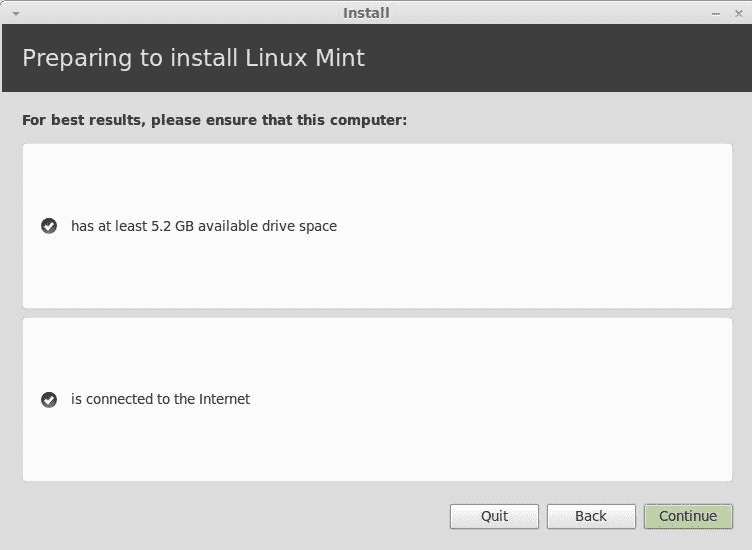 Install
Preparing to install Linux Mint
For best results, please ensure that this computer:
has at least 5.2 GB available drive space
is connected to the Internet
Quit Back Continue